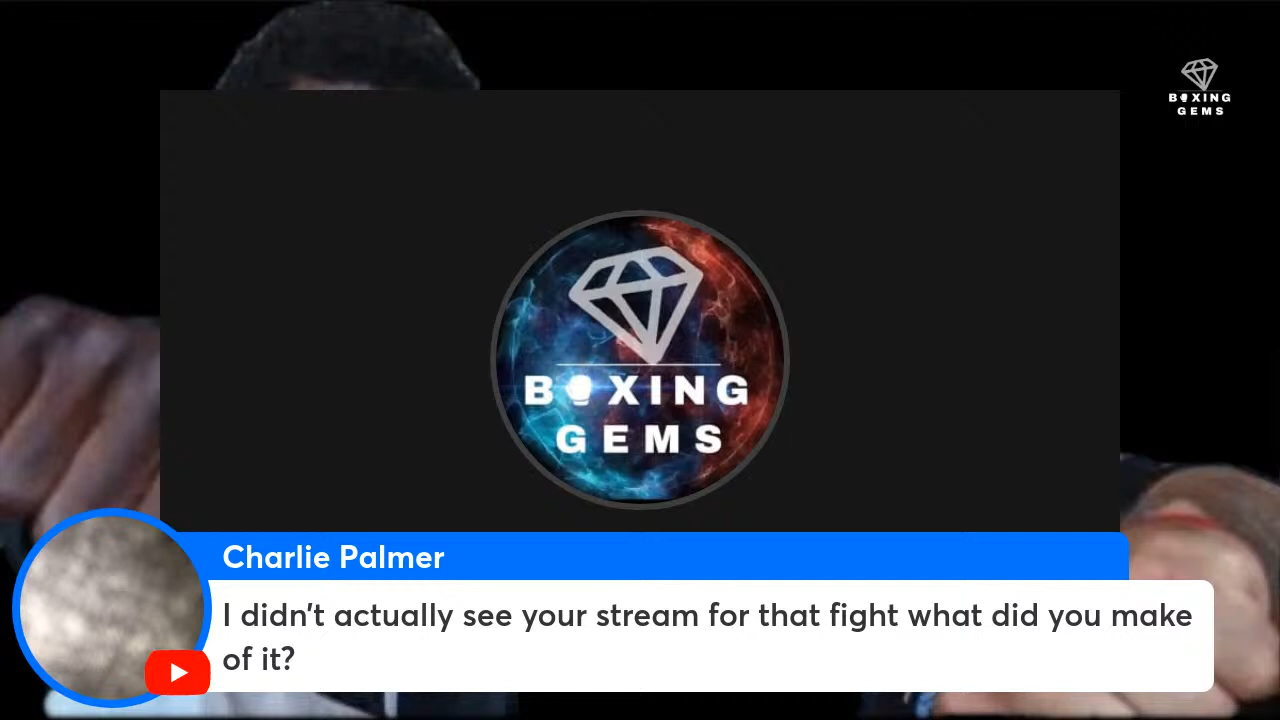 BOXING
GEMS
BOXING
GEMS
Charlie Palmer
I didn't actually see your stream for that fight what did you make
of it?